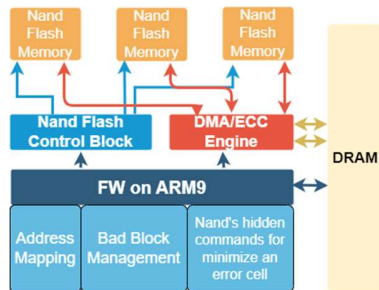 Nand
Flash
Memory
Nand
Flash
Memory
Nand
Flash
Memory
Nand Flash
Control Block
DMA/ECC
Engine
DRAM
FW on ARM9
Address
Mapping
Bad Block
Management
Nand's hidden
commands for
minimize an
error cell